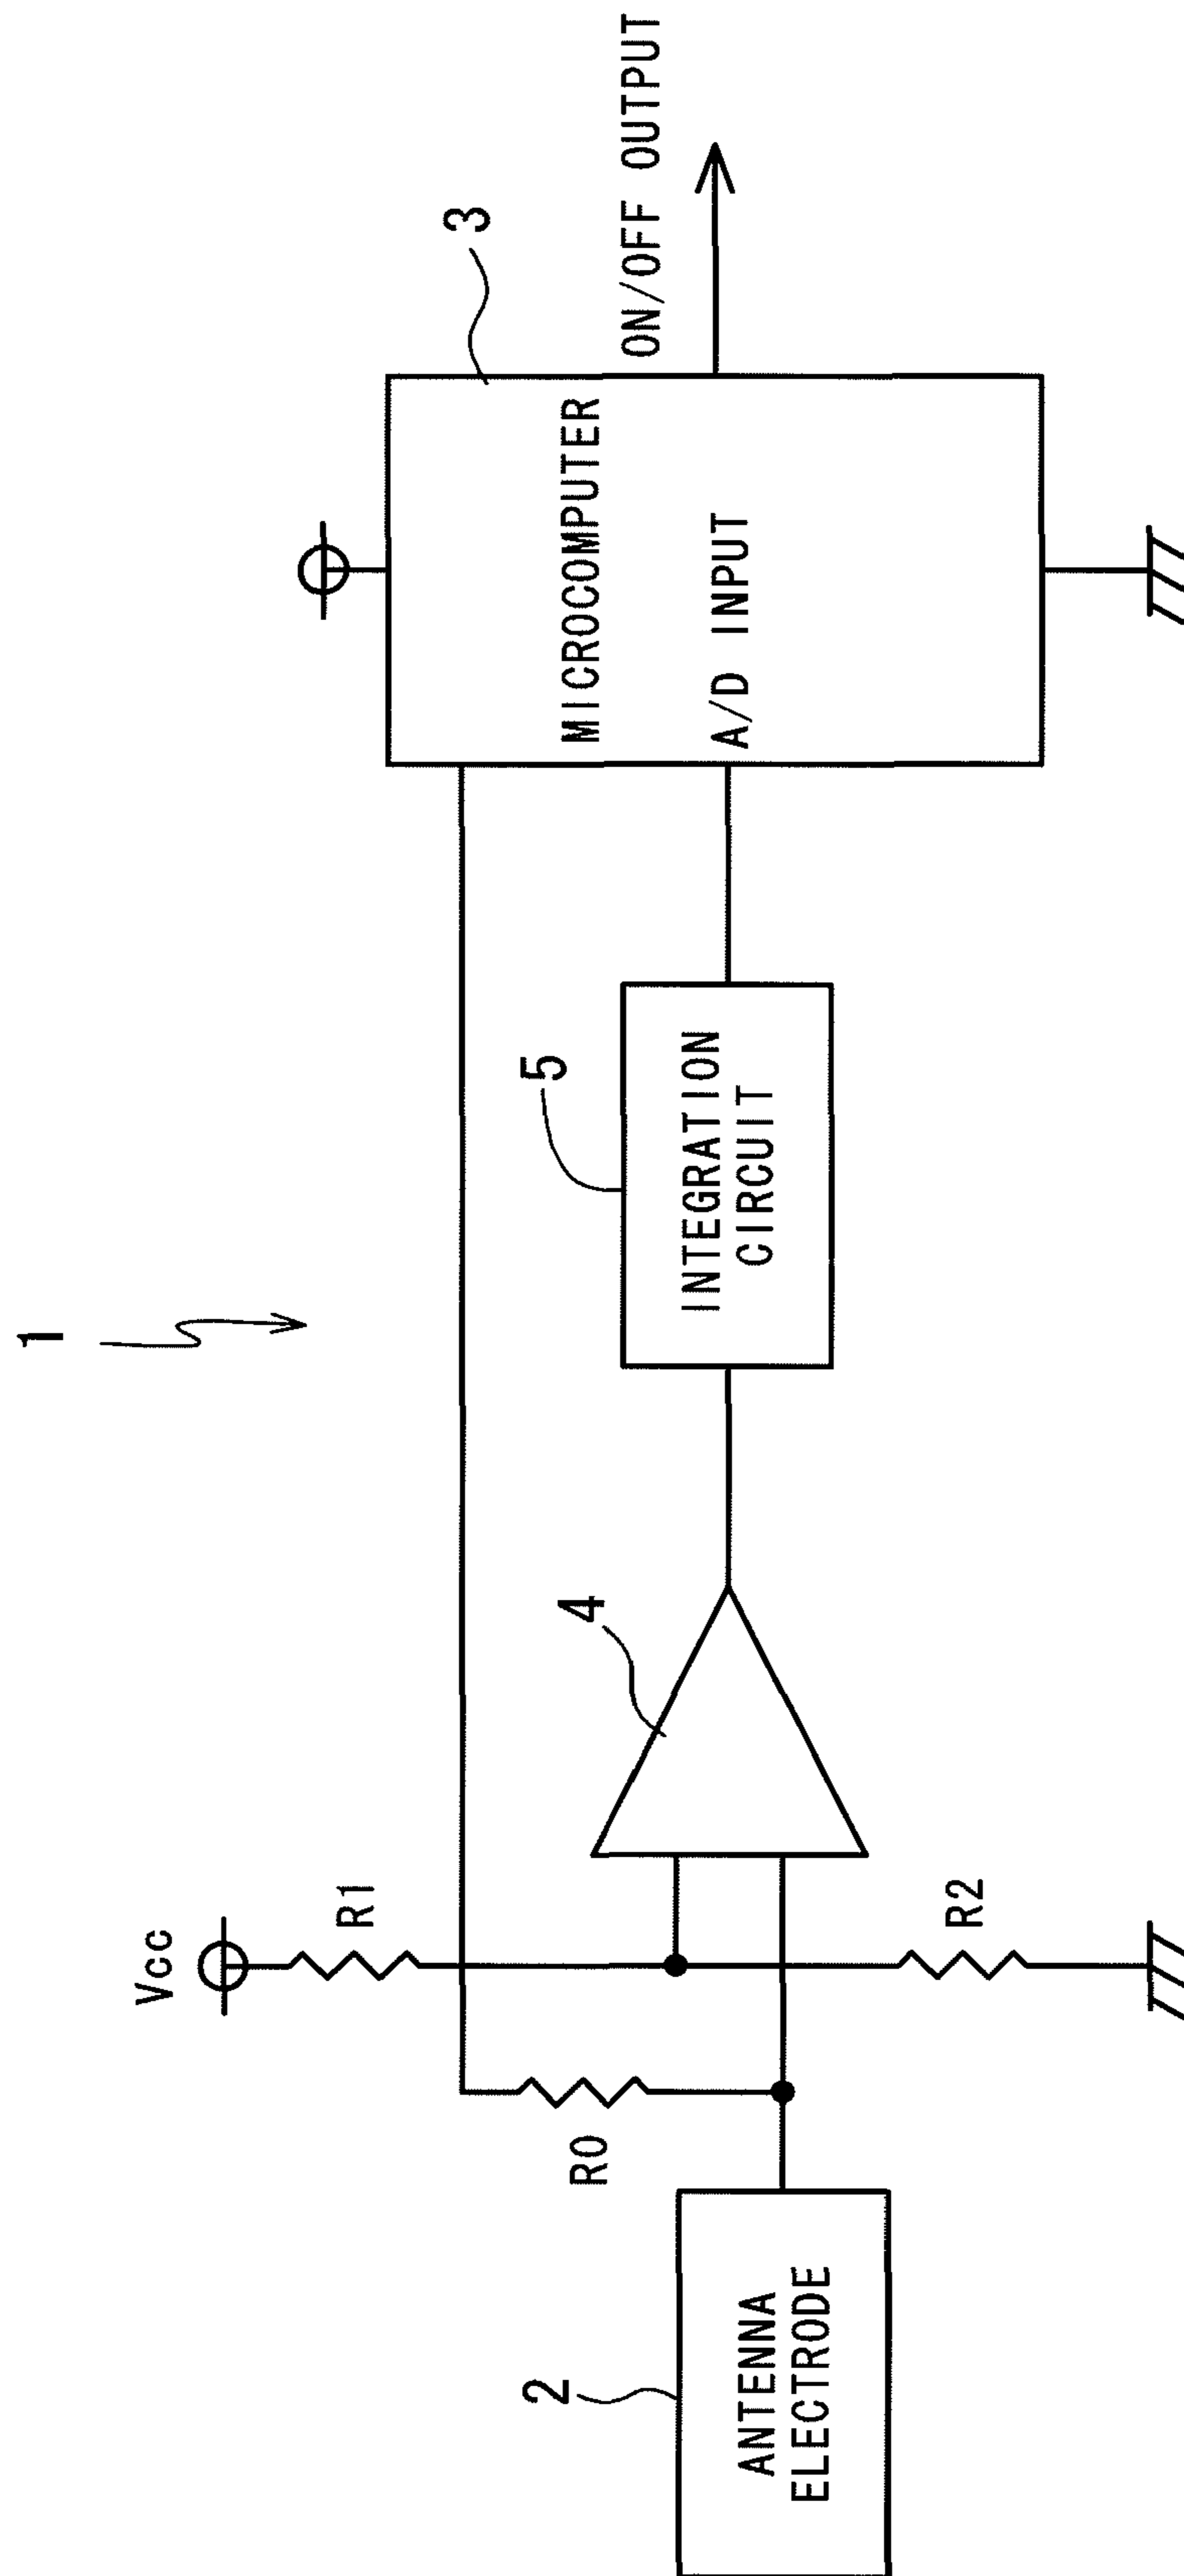 1
Vcc
R1
R0
R2
2
ANTENNA
ELECTRODE
4
5
INTEGRATION
CIRCUIT
3
MICROCOMPUTER
A/D INPUT
ON/OFF OUTPUT